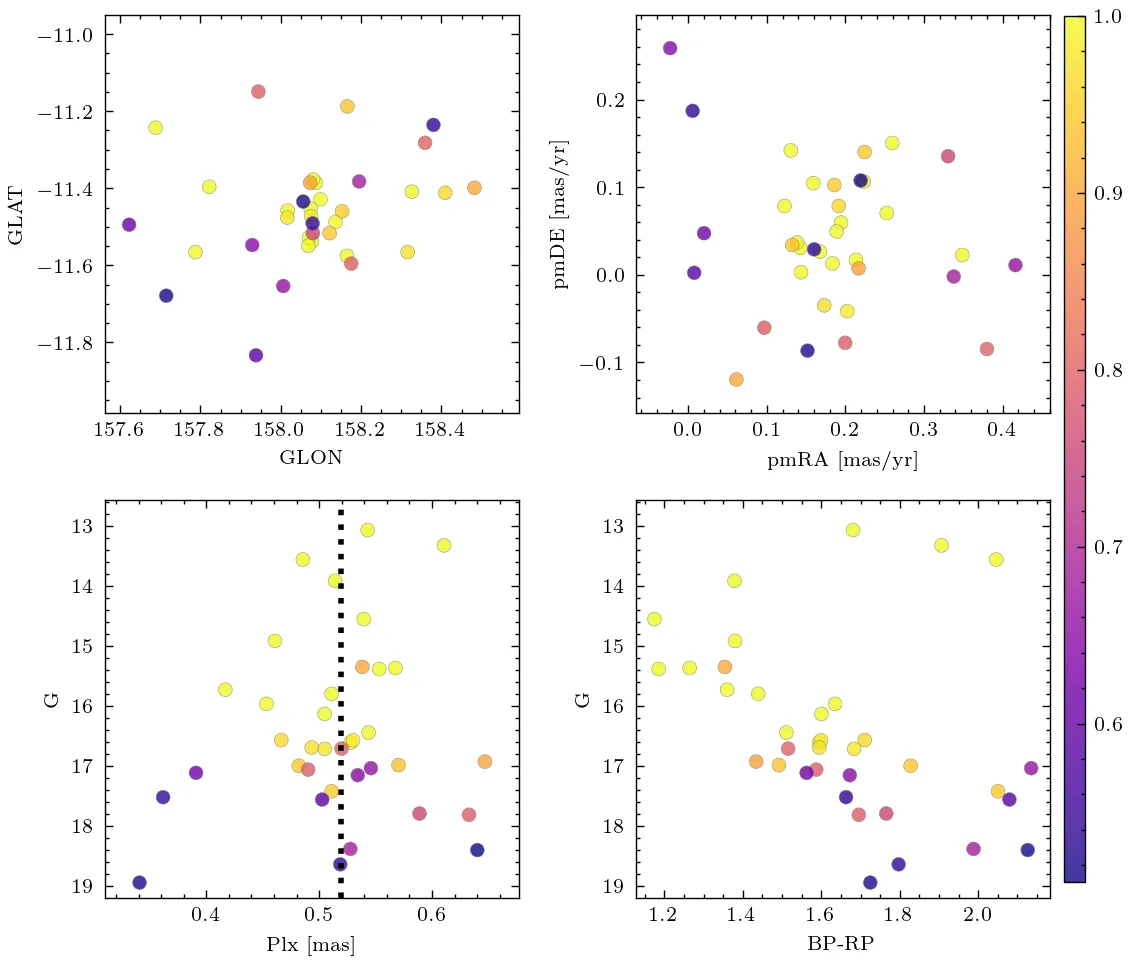 −11.0
−11.2
−11.4
−11.6
−11.8
GLAT
157.6 157.8 158.0 158.2 158.4
GLON
0.2
0.1
0.0
−0.1
pmDE [mas/yr]
0.0 0.1 0.2 0.3 0.4
pmRA [mas/yr]
1.0
0.9
0.8
0.7
0.6
13
14
15
16
17
18
19
G
0.4 0.5 0.6
Plx [mas]
13
14
15
16
17
18
19
G
1.2 1.4 1.6 1.8 2.0
BP-RP